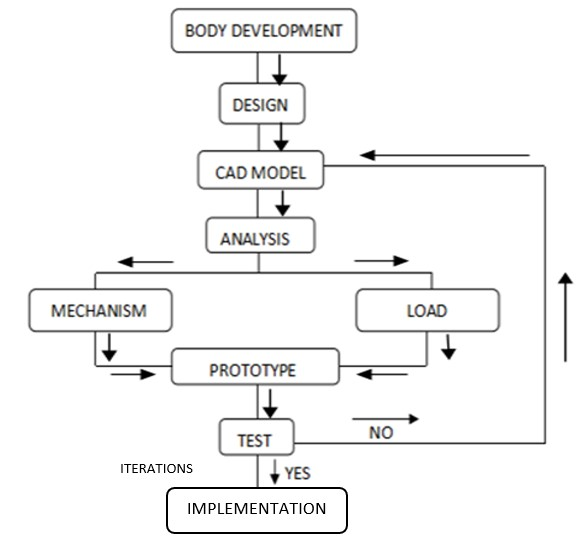 BODY DEVELOPMENT
DESIGN
CAD MODEL
ANALYSIS
MECHANISM
LOAD
PROTOTYPE
TEST
NO
ITERATIONS
YES
IMPLEMENTATION